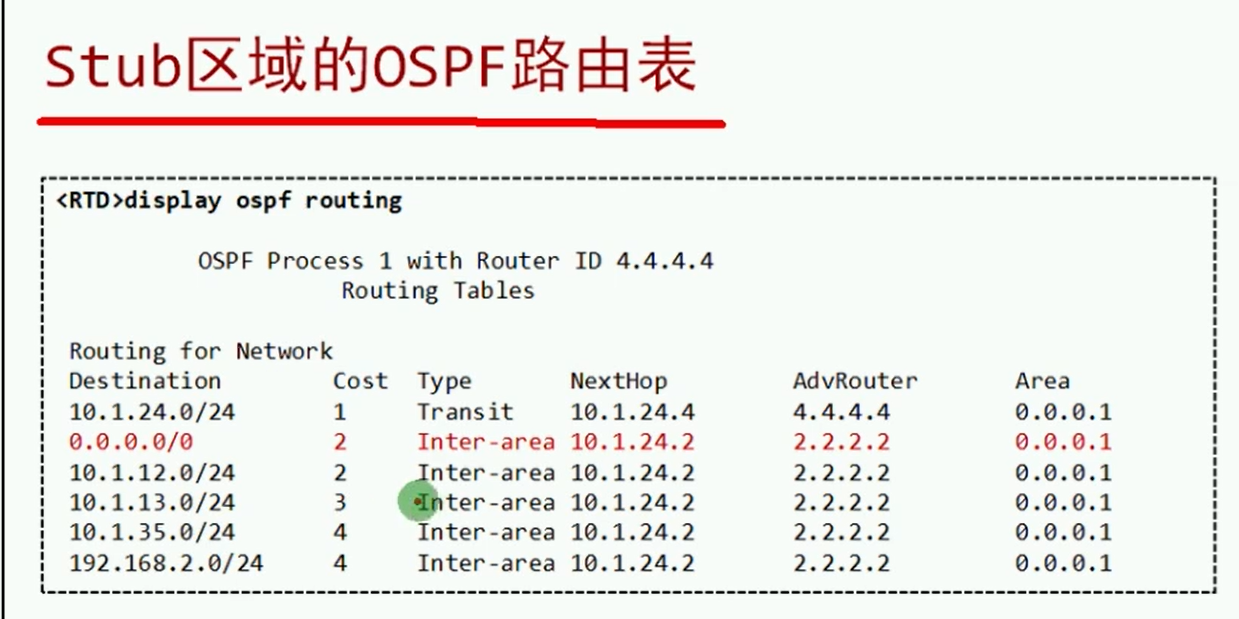 Stub区域的OSPF路由表
<RTD>display ospf routing
OSPF Process 1 with Router ID 4.4.4.4
Routing Tables
Routing for Network
Destination Cost Type NextHop AdvRouter Area
10.1.24.0/24 1 Transit 10.1.24.4 4.4.4.4 0.0.0.1
0.0.0.0/0 2 Inter-area 10.1.24.2 2.2.2.2 0.0.0.1
10.1.12.0/24 2 Inter-area 10.1.24.2 2.2.2.2 0.0.0.1
10.1.13.0/24 3 Inter-area 10.1.24.2 2.2.2.2 0.0.0.1
10.1.35.0/24 4 Inter-area 10.1.24.2 2.2.2.2 0.0.0.1
192.168.2.0/24 4 Inter-area 10.1.24.2 2.2.2.2 0.0.0.1